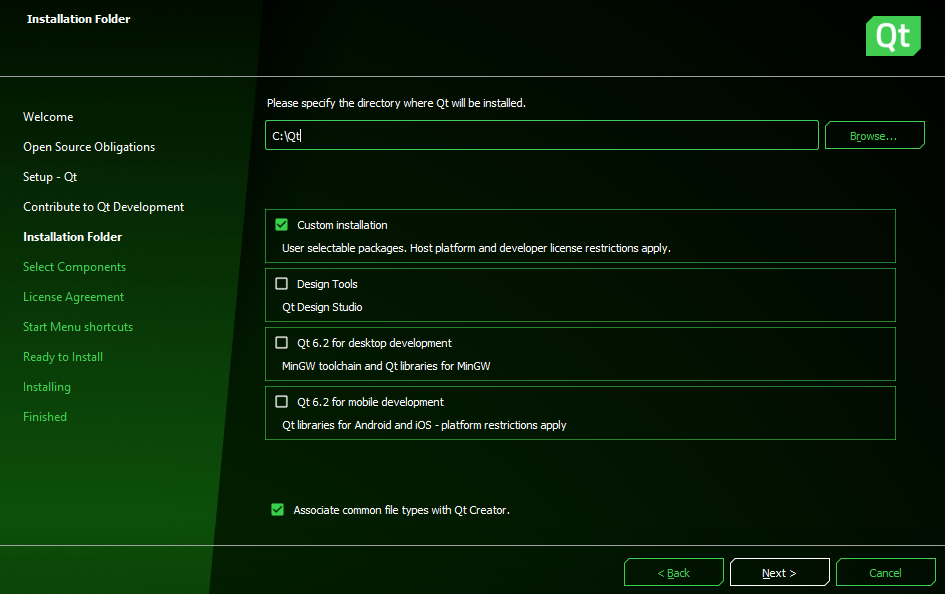 Installation Folder
Qt
Welcome
Open Source Obligations
Setup - Qt
Contribute to Qt Development
Installation Folder
Select Components
License Agreement
Start Menu shortcuts
Ready to Install
Installing
Finished
Please specify the directory where Qt will be installed.
C:\Qt
Browse...
Custom installation
User selectable packages. Host platform and developer license restrictions apply.
Design Tools
Qt Design Studio
Qt 6.2 for desktop development
MinGW toolchain and Qt libraries for MinGW
Qt 6.2 for mobile development
Qt libraries for Android and iOS - platform restrictions apply
Associate common file types with Qt Creator.
< Back
Next >
Cancel